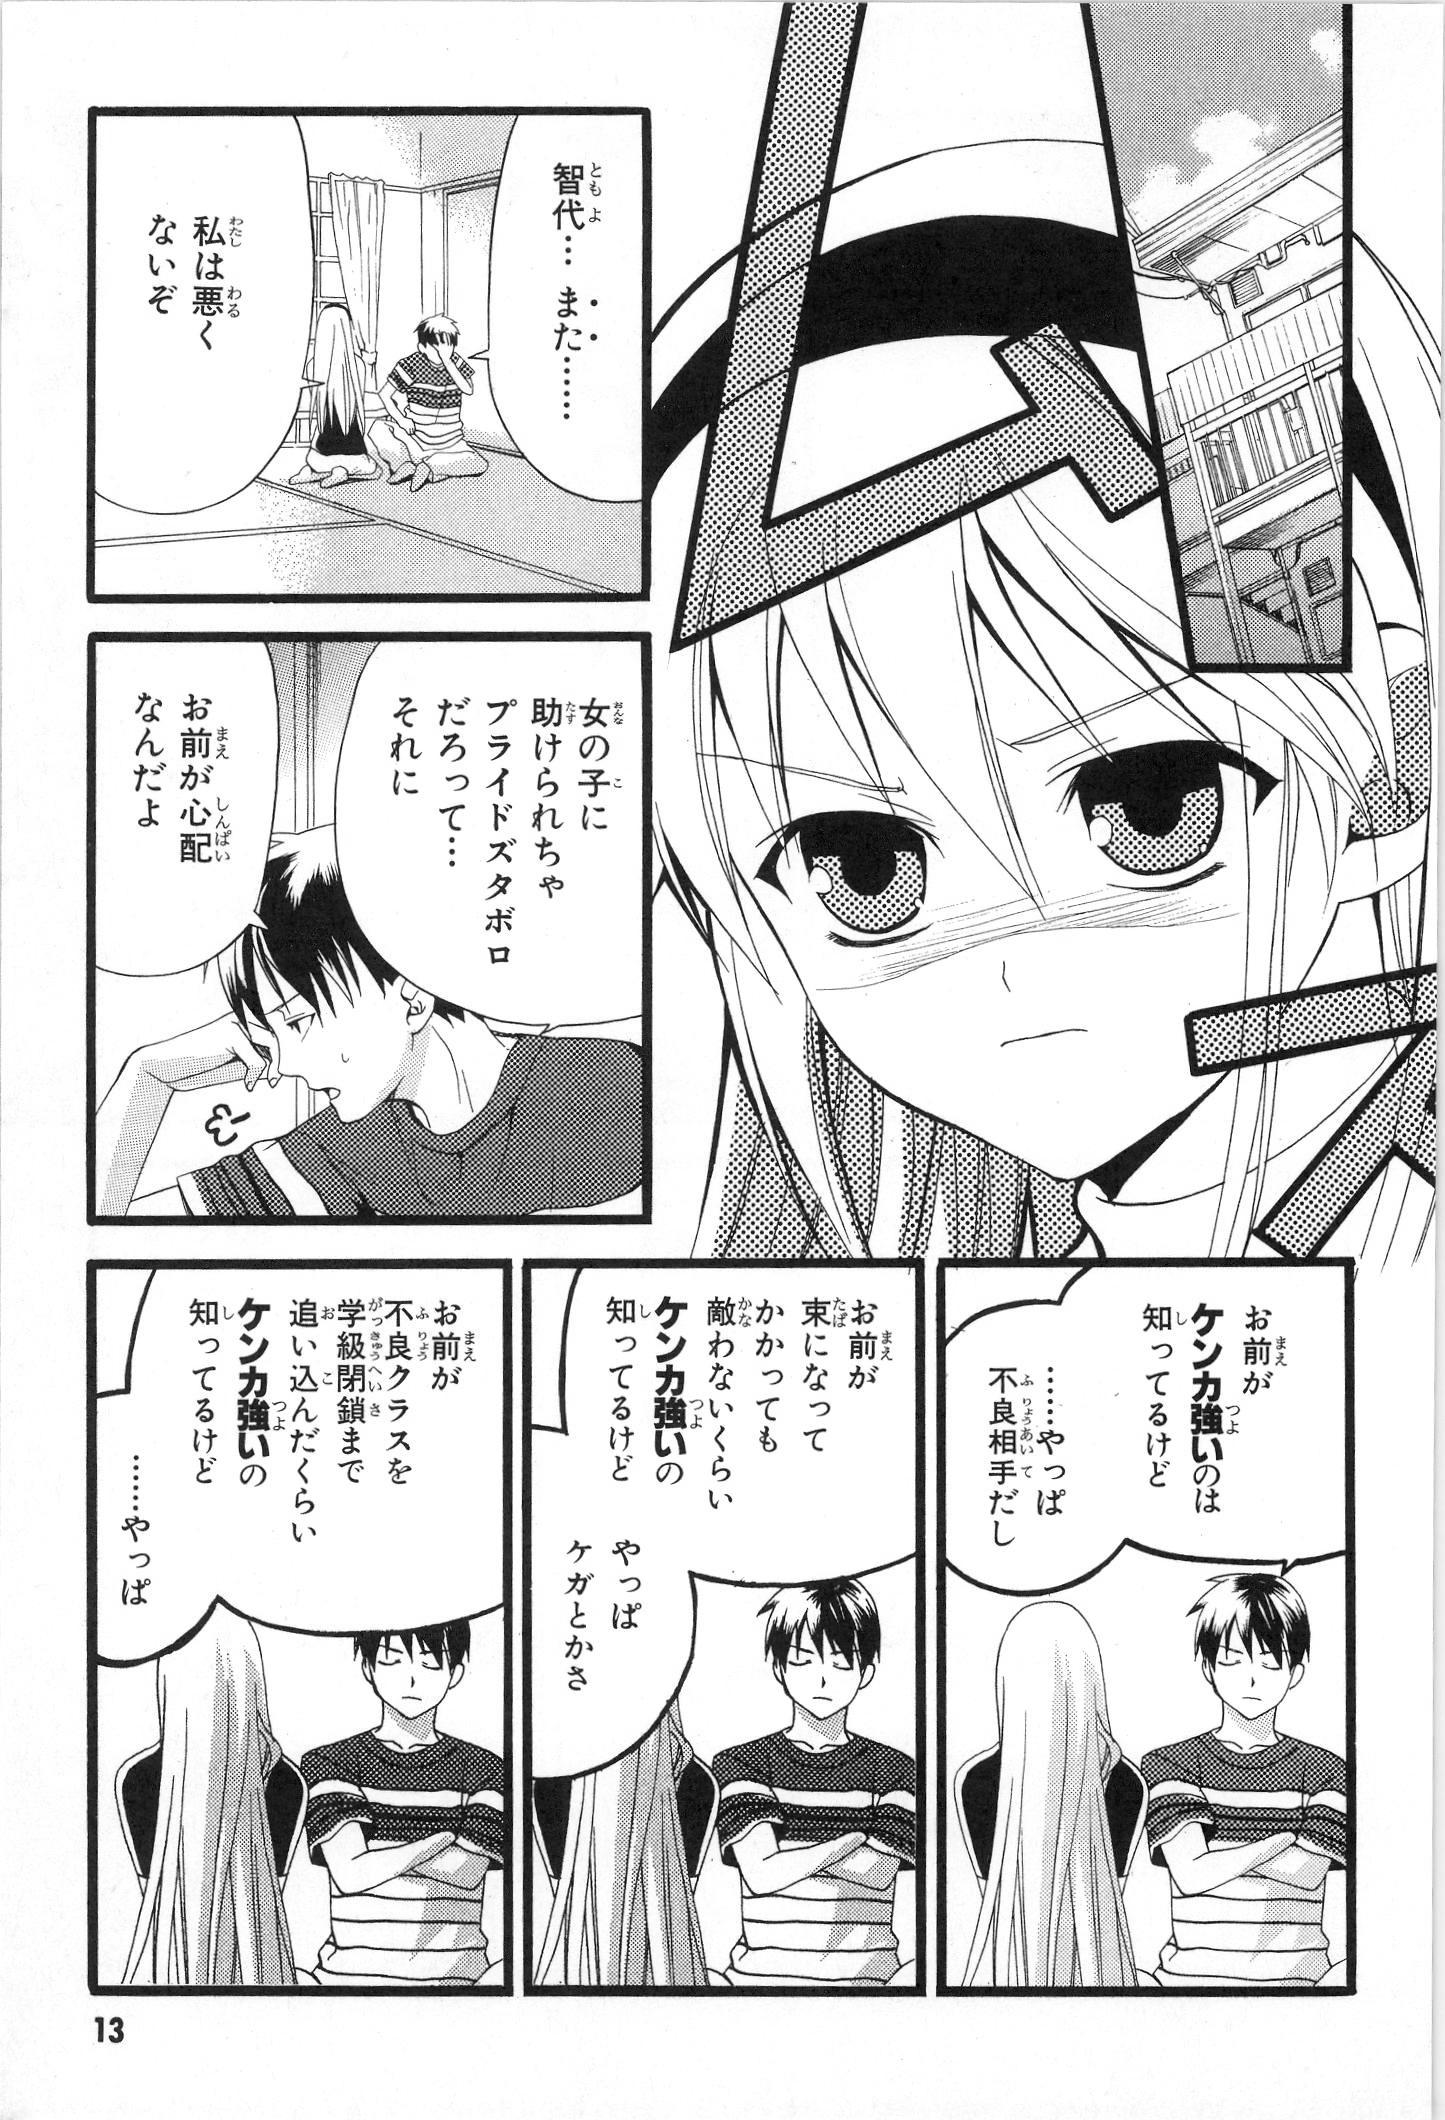 ム
ス
智代…また……
私は悪く
ないぞ
女の子に
助けられちゃ
プライドズタボロ
だろって…
それに
お前が心配
なんだよ
お前が
ケンカ強いのは
知ってるけど
……やっぱ
不良相手だし
お前が
束になって
かかっても
敵わないくらい
ケンカ強いの
知ってるけど
やっぱ
ケガとかさ
お前が
不良クラスを
学級閉鎖まで
追い込んだくらい
ケンカ強いの
知ってるけど
……やっぱ
13